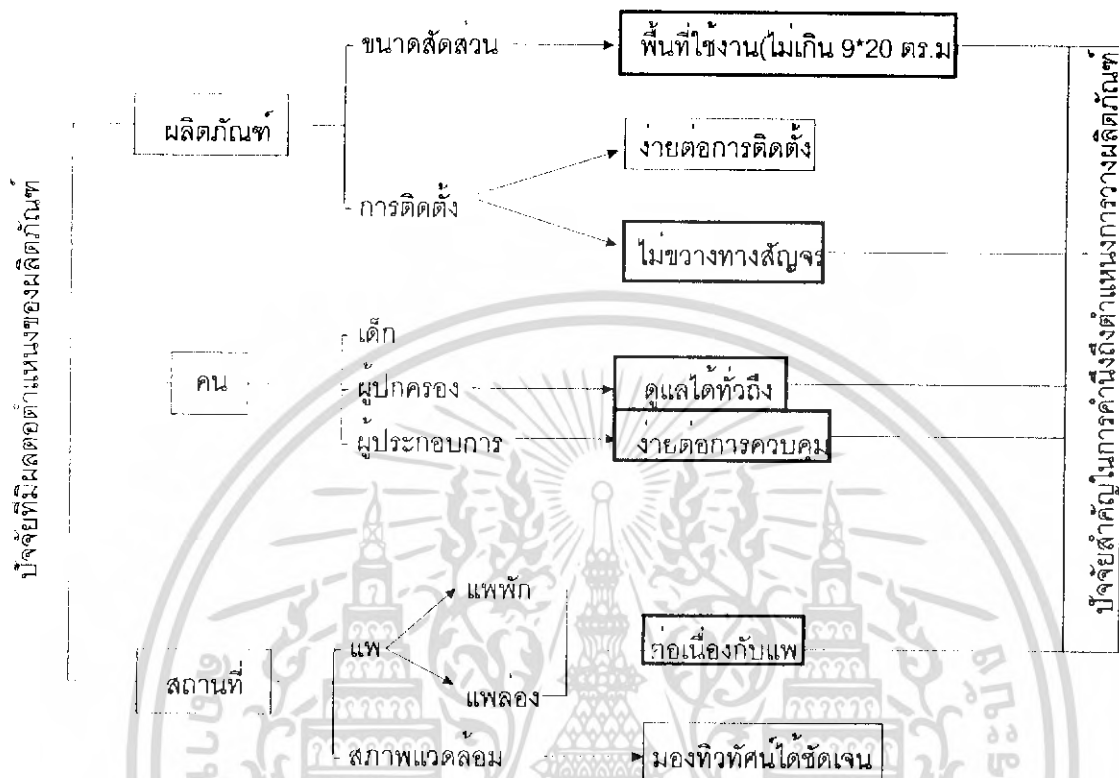 ปัจจัยที่มีผลต่อตำแหน่งของผลิตภัณฑ์
ผลิตภัณฑ์
ขนาดสัดส่วน
พื้นที่ใช้งาน(ไม่เกิน 9*20 ตร.ม
การติดตั้ง
ง่ายต่อการติดตั้ง
ไม่ขวางทางสัญจร
คน
เด็ก
ผู้ปกครอง
ดูแลได้ทั่วถึง
ผู้ประกอบการ
ง่ายต่อการควบคุม
สถานที่
แพ
แพพัก
แพล่อง
ต่อเนื่องกับแพ
สภาพแวดล้อม
มองทิวทัศน์ได้ชัดเจน
ปัจจัยสำคัญในการคำนึงถึงตำแหน่งการวางผลิตภัณฑ์